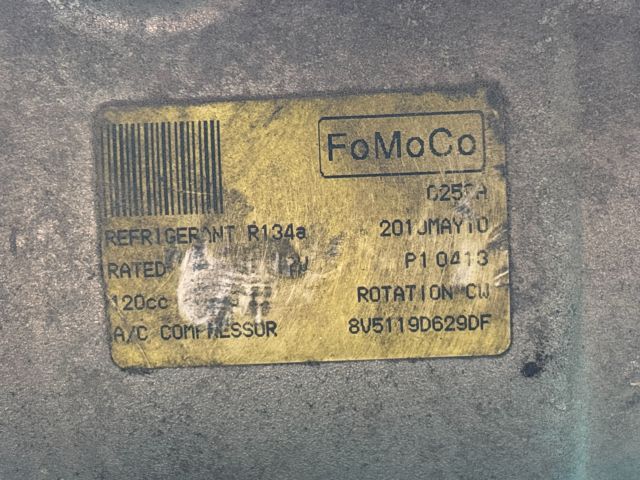 FoMoCo
REFRIGERANT R134a
2010MAY10
RATED
P1 0413
120cc
ROTATION CW
A/C COMPRESSOR
8V5119D629DF